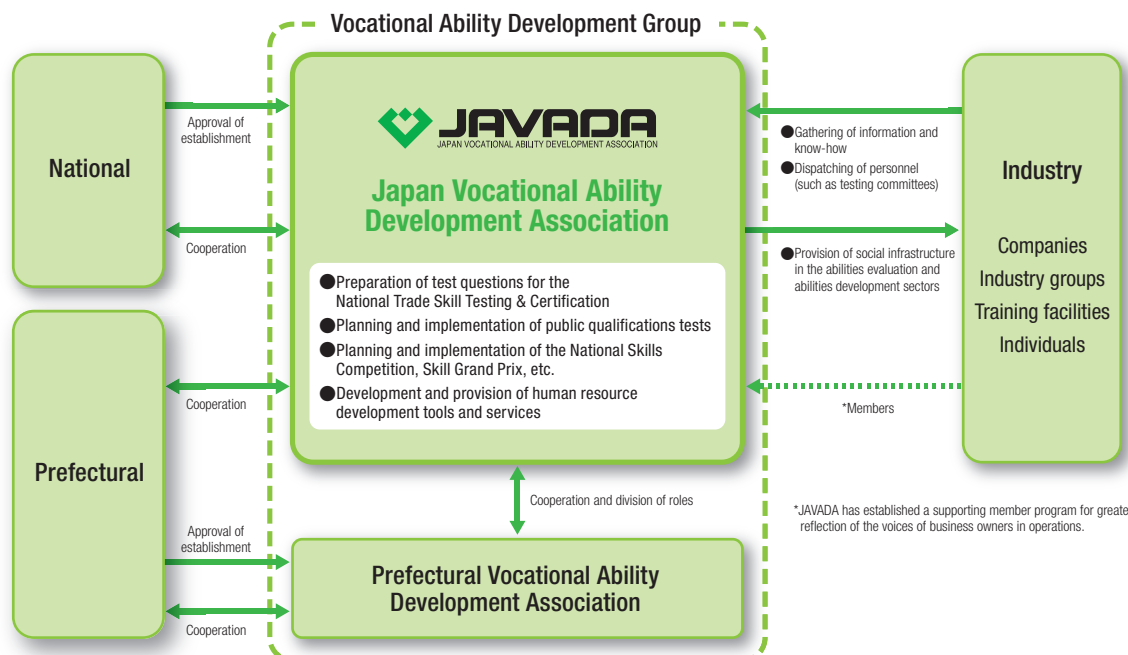 Vocational Ability Development Group
National
Approval of
establishment
Cooperation
JAVADA
JAPAN VOCATIONAL ABILITY DEVELOPMENT ASSOCIATION
Japan Vocational Ability
Development Association
●Preparation of test questions for the
National Trade Skill Testing & Certification
●Planning and implementation of public qualifications tests
●Planning and implementation of the National Skills
Competition, Skill Grand Prix, etc.
●Development and provision of human resource
development tools and services
●Gathering of information and
know-how
●Dispatching of personnel
(such as testing committees)
●Provision of social infrastructure
in the abilities evaluation and
abilities development sectors
*Members
Industry
Companies
Industry groups
Training facilities
Individuals
*JAVADA has established a supporting member program for greate
reflection of the voices of business owners in operations.
Prefectural
Cooperation
Approval of
establishment
Cooperation
Cooperation and division of roles
Prefectural Vocational Ability
Development Association